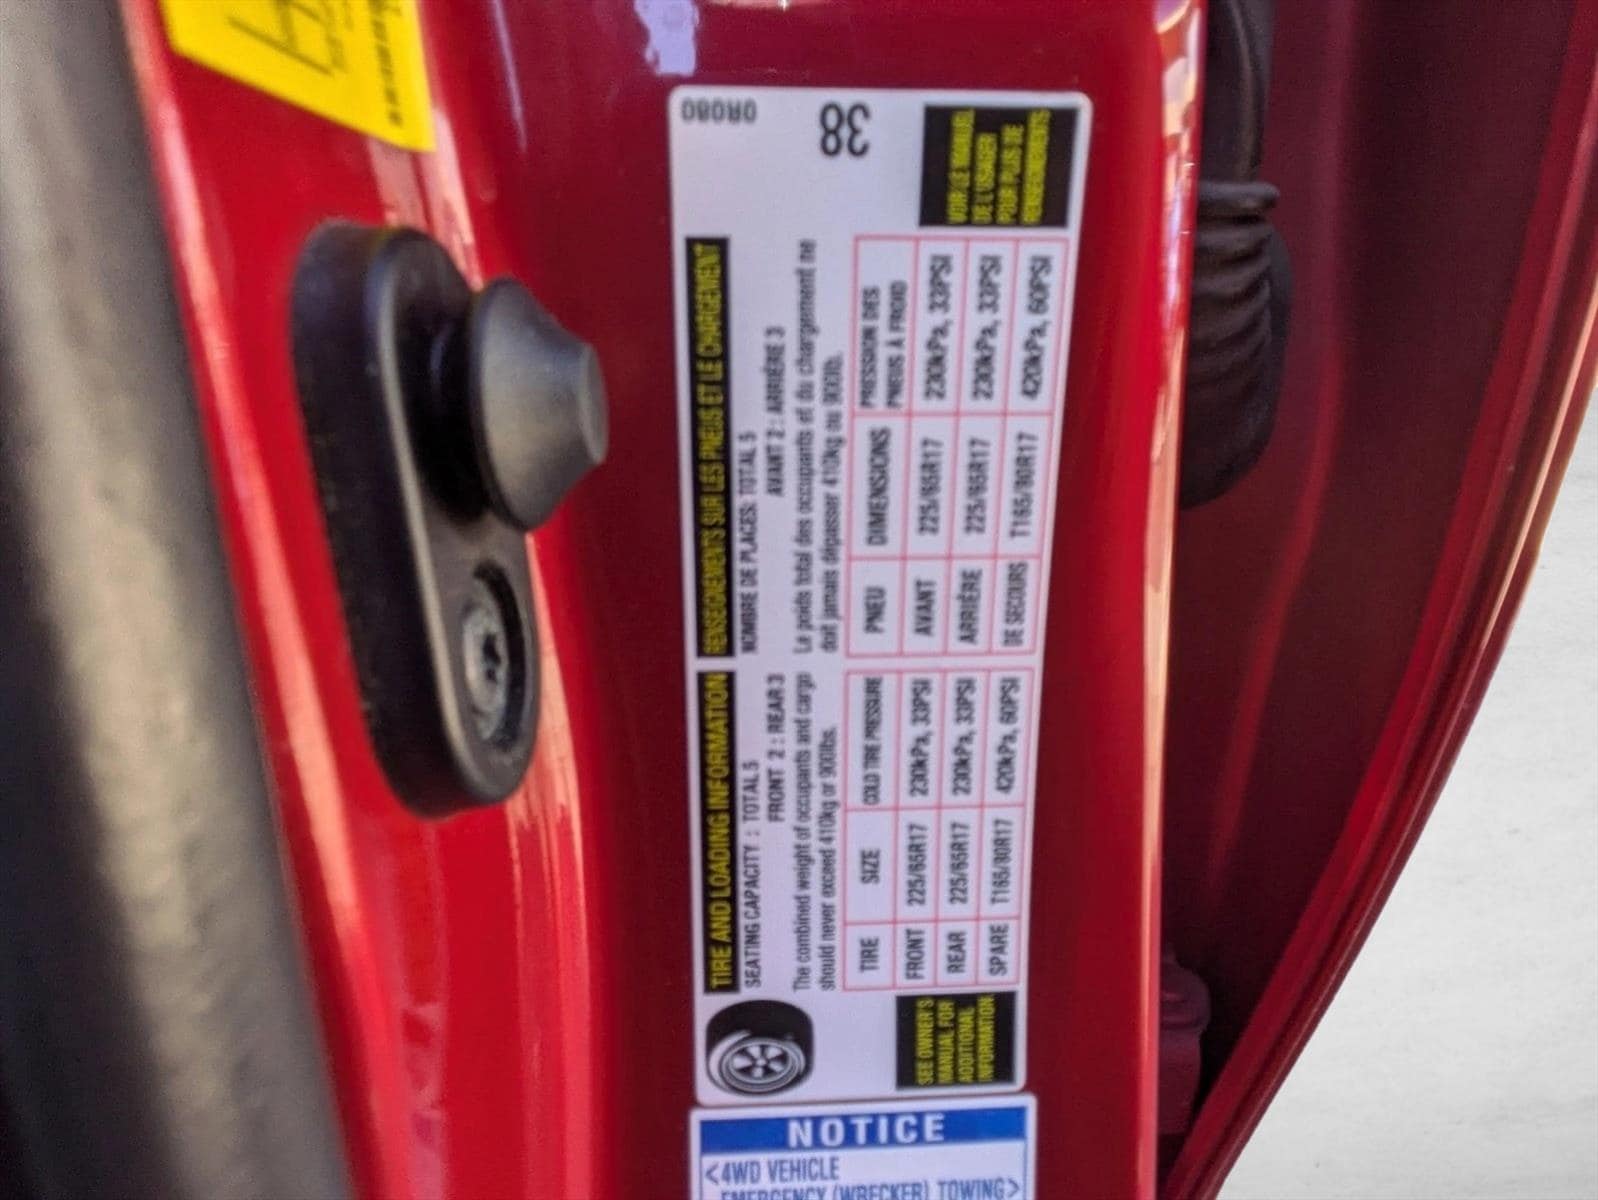 TIRE AND LOADING INFORMATION
SEATING CAPACITY : TOTAL 5
FRONT 2 : REAR 3
The combined weight of occupants and cargo
should never exceed 410kg or 900lbs.
TIRE SIZE COLD TIRE PRESSURE
FRONT 225/65R17 230kPa, 33PSI
REAR 225/65R17 230kPa, 33PSI
SPARE T165/80R17 420kPa, 60PSI
SEE OWNER'S
MANUAL FOR
ADDITIONAL
INFORMATION
RENSEIGNEMENTS SUR LES PNEUS ET LE CHARGEMENT
NOMBRE DE PLACES: TOTAL 5
AVANT 2 : ARRIÈRE 3
Le poids total des occupants et du chargement ne
doit jamais dépasser 410kg ou 900lb.
PNEU DIMENSIONS PRESSION DES
PNEUS À FROID
AVANT 225/65R17 230kPa, 33PSI
ARRIÈRE 225/65R17 230kPa, 33PSI
DE SECOURS T165/80R17 420kPa, 60PSI
VOIR LE MANUEL
DE L'USAGER
POUR PLUS DE
RENSEIGNEMENTS
0R080
38
NOTICE
<4WD VEHICLE
EMERGENCY (WRECKER) TOWING>